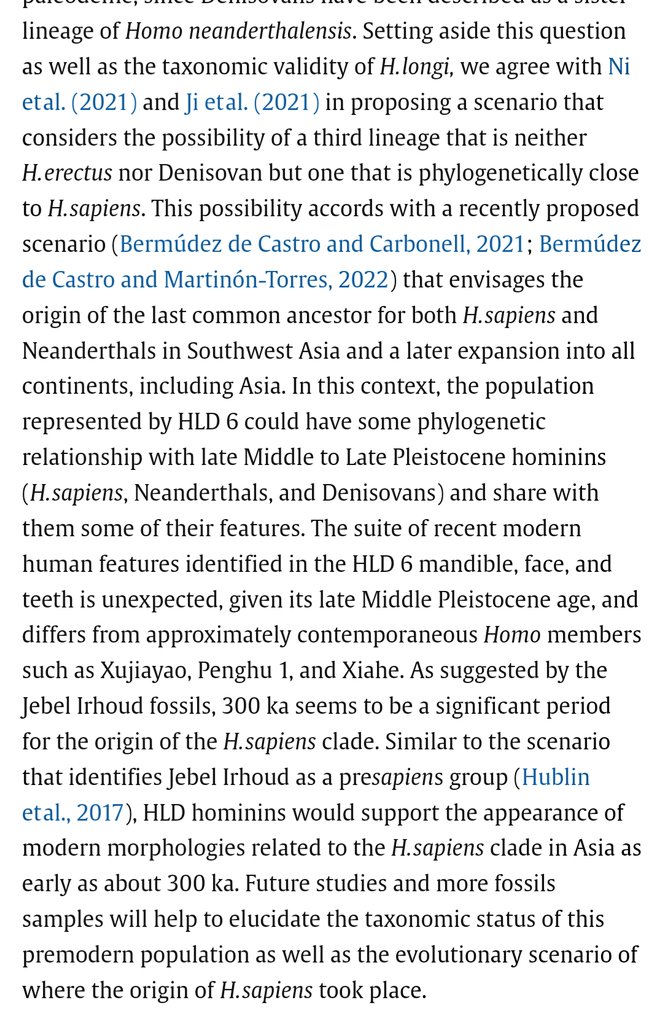 lineage of Homo neanderthalensis. Setting aside this question
as well as the taxonomic validity of H.longi, we agree with Ni
etal. (2021) and Ji etal. (2021) in proposing a scenario that
considers the possibility of a third lineage that is neither
H.erectus nor Denisovan but one that is phylogenetically close
to H.sapiens. This possibility accords with a recently proposed
scenario (Bermúdez de Castro and Carbonell, 2021; Bermúdez
de Castro and Martinón-Torres, 2022) that envisages the
origin of the last common ancestor for both H.sapiens and
Neanderthals in Southwest Asia and a later expansion into all
continents, including Asia. In this context, the population
represented by HLD 6 could have some phylogenetic
relationship with late Middle to Late Pleistocene hominins
(H.sapiens, Neanderthals, and Denisovans) and share with
them some of their features. The suite of recent modern
human features identified in the HLD 6 mandible, face, and
teeth is unexpected, given its late Middle Pleistocene age, and
differs from approximately contemporaneous Homo members
such as Xujiayao, Penghu 1, and Xiahe. As suggested by the
Jebel Irhoud fossils, 300 ka seems to be a significant period
for the origin of the H.sapiens clade. Similar to the scenario
that identifies Jebel Irhoud as a presapiens group (Hublin
etal., 2017), HLD hominins would support the appearance of
modern morphologies related to the H.sapiens clade in Asia as
early as about 300 ka. Future studies and more fossils
samples will help to elucidate the taxonomic status of this
premodern population as well as the evolutionary scenario of
where the origin of H.sapiens took place.